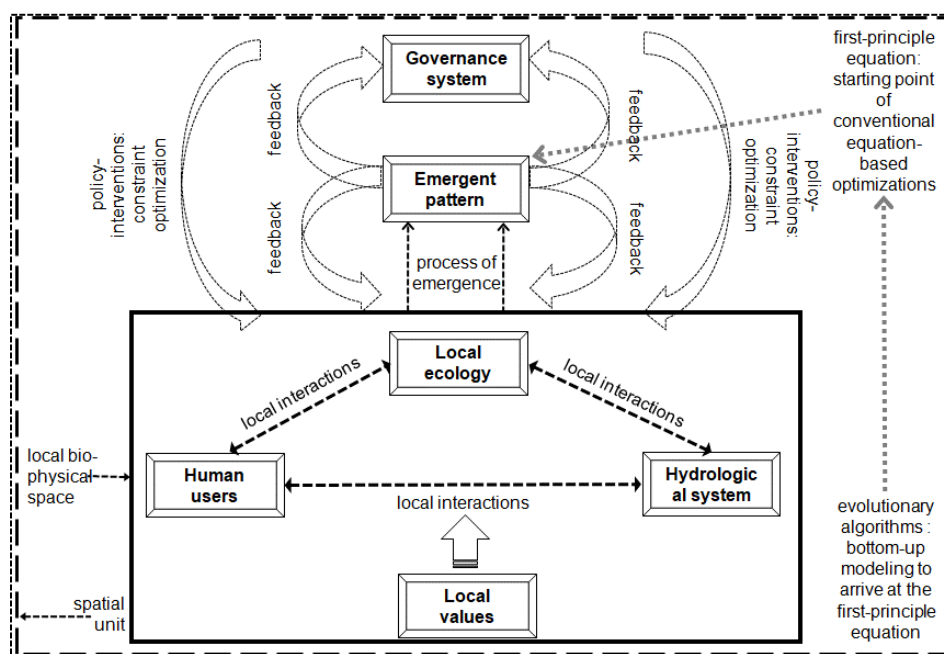 Governance
system
first-principle
equation:
starting point
of
conventional
equation-
based
optimizations
feedback
feedback
policy-
interventions:
constraint
optimization
policy-
interventions:
constraint
optimization
Emergent
pattern
feedback
feedback
process of
emergence
Local
ecology
local interactions
local interactions
local bio-
physical
space
Human
users
Hydrologic
al system
local interactions
evolutionary
algorithms :
bottom-up
modeling to
arrive at the
first-principle
equation
Local
values
spatial
unit